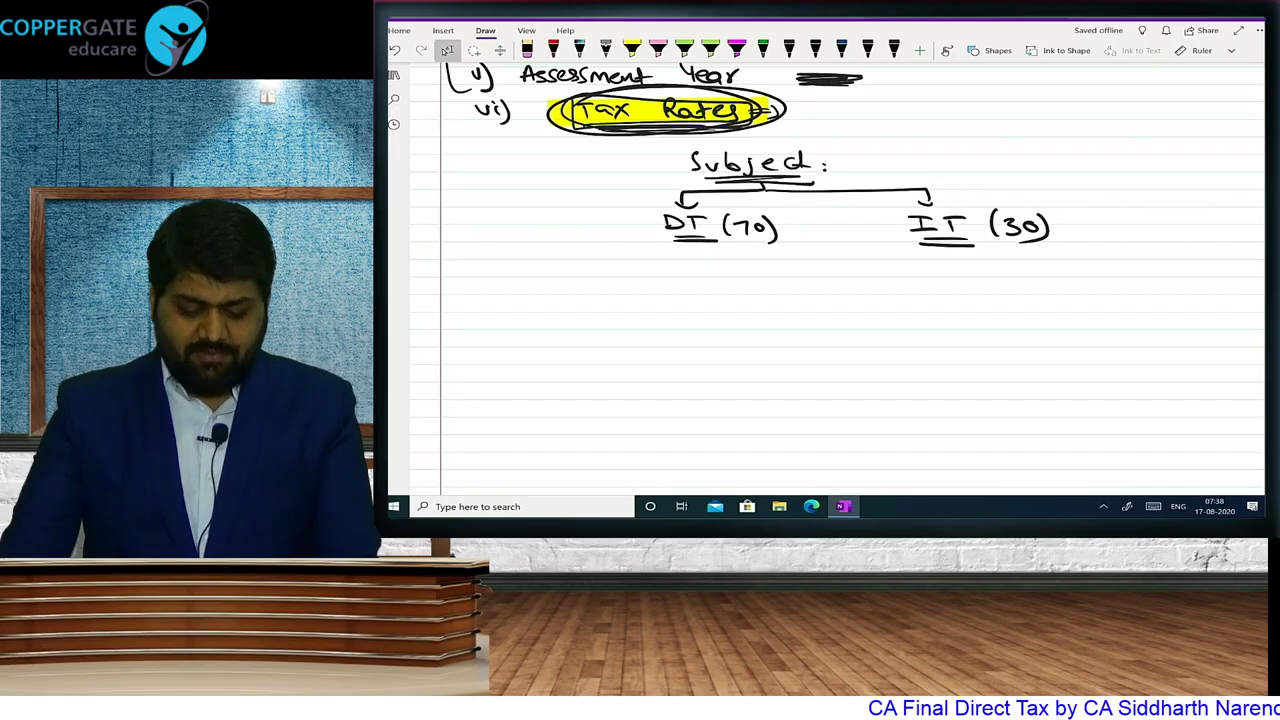 COPPERGATE
educare
Home Insert Draw View Help Saved offline Share
Shapes Ink to Shape Ink to Text Ruler
(v) Assessment Year
vi) Tax Rates =>
Subject :
DT (70) IT (30)
Type here to search
07:38
ENG
17-08-2020
CA Final Direct Tax by CA Siddharth Narend